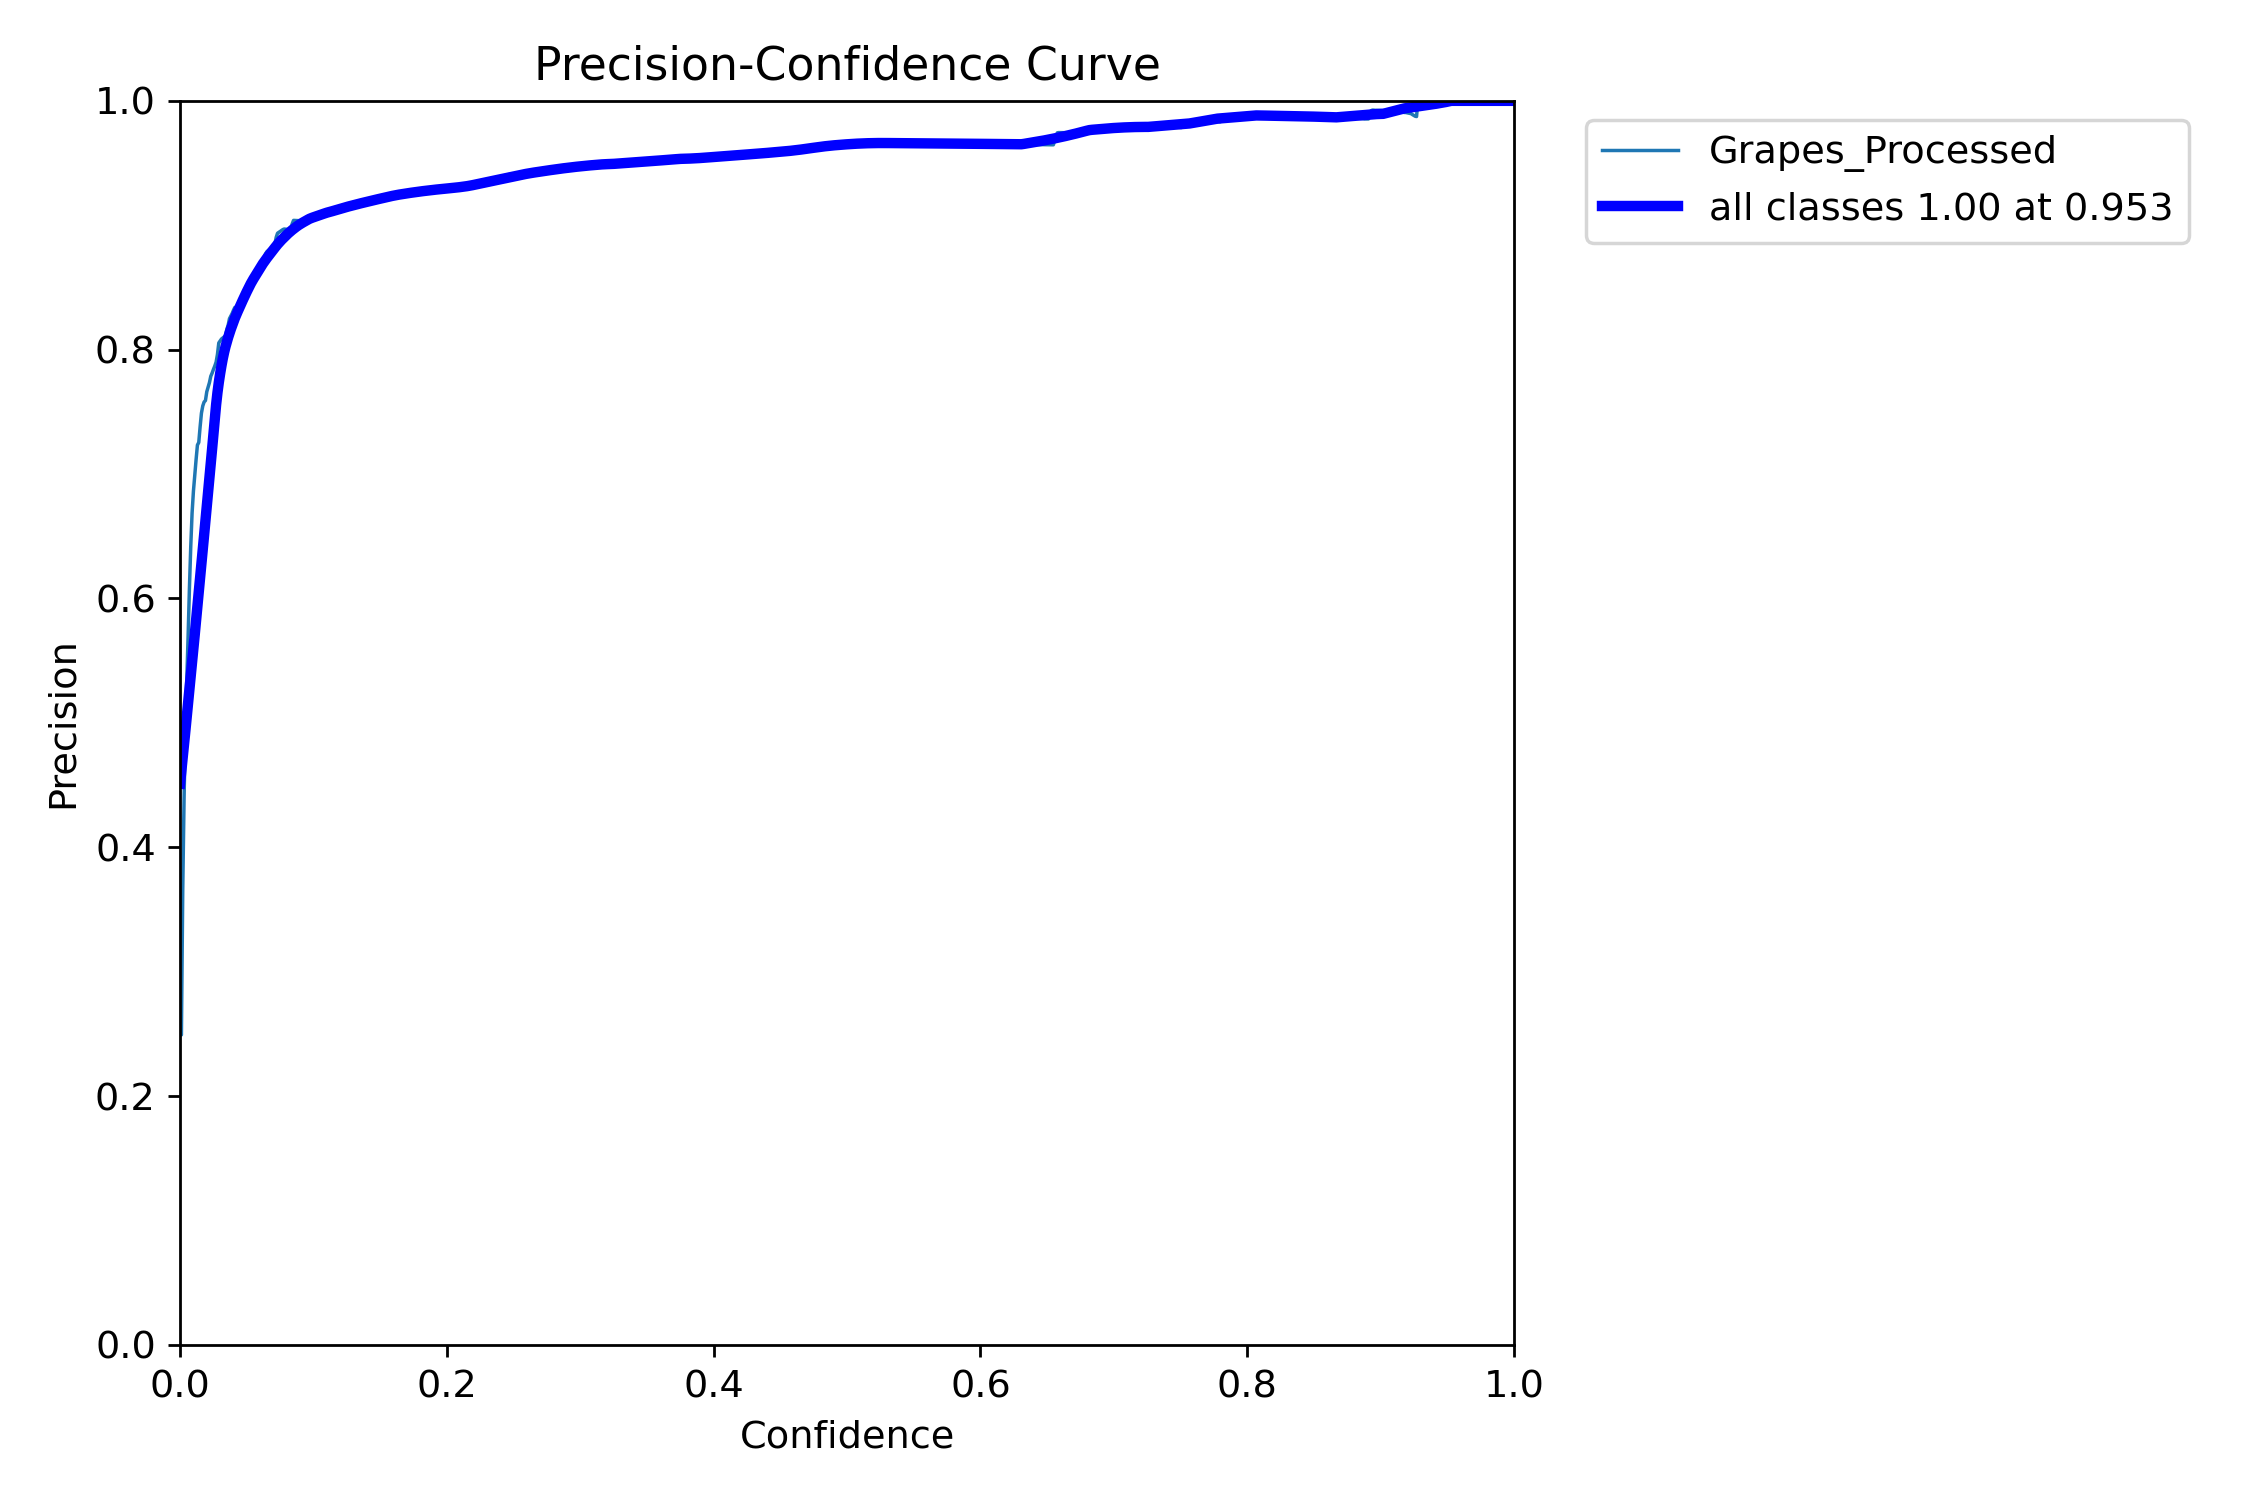 Precision-Confidence Curve
1.0
0.8
0.6
0.4
0.2
0.0
Precision
0.0 0.2 0.4 0.6 0.8 1.0
Confidence
Grapes_Processed
all classes 1.00 at 0.953